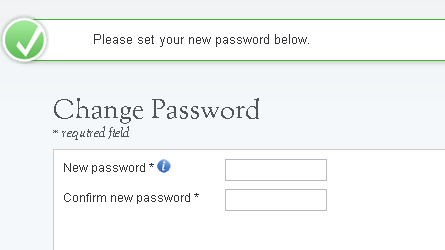 Please set your new password below.
Change Password
* required field
New password * i
Confirm new password *